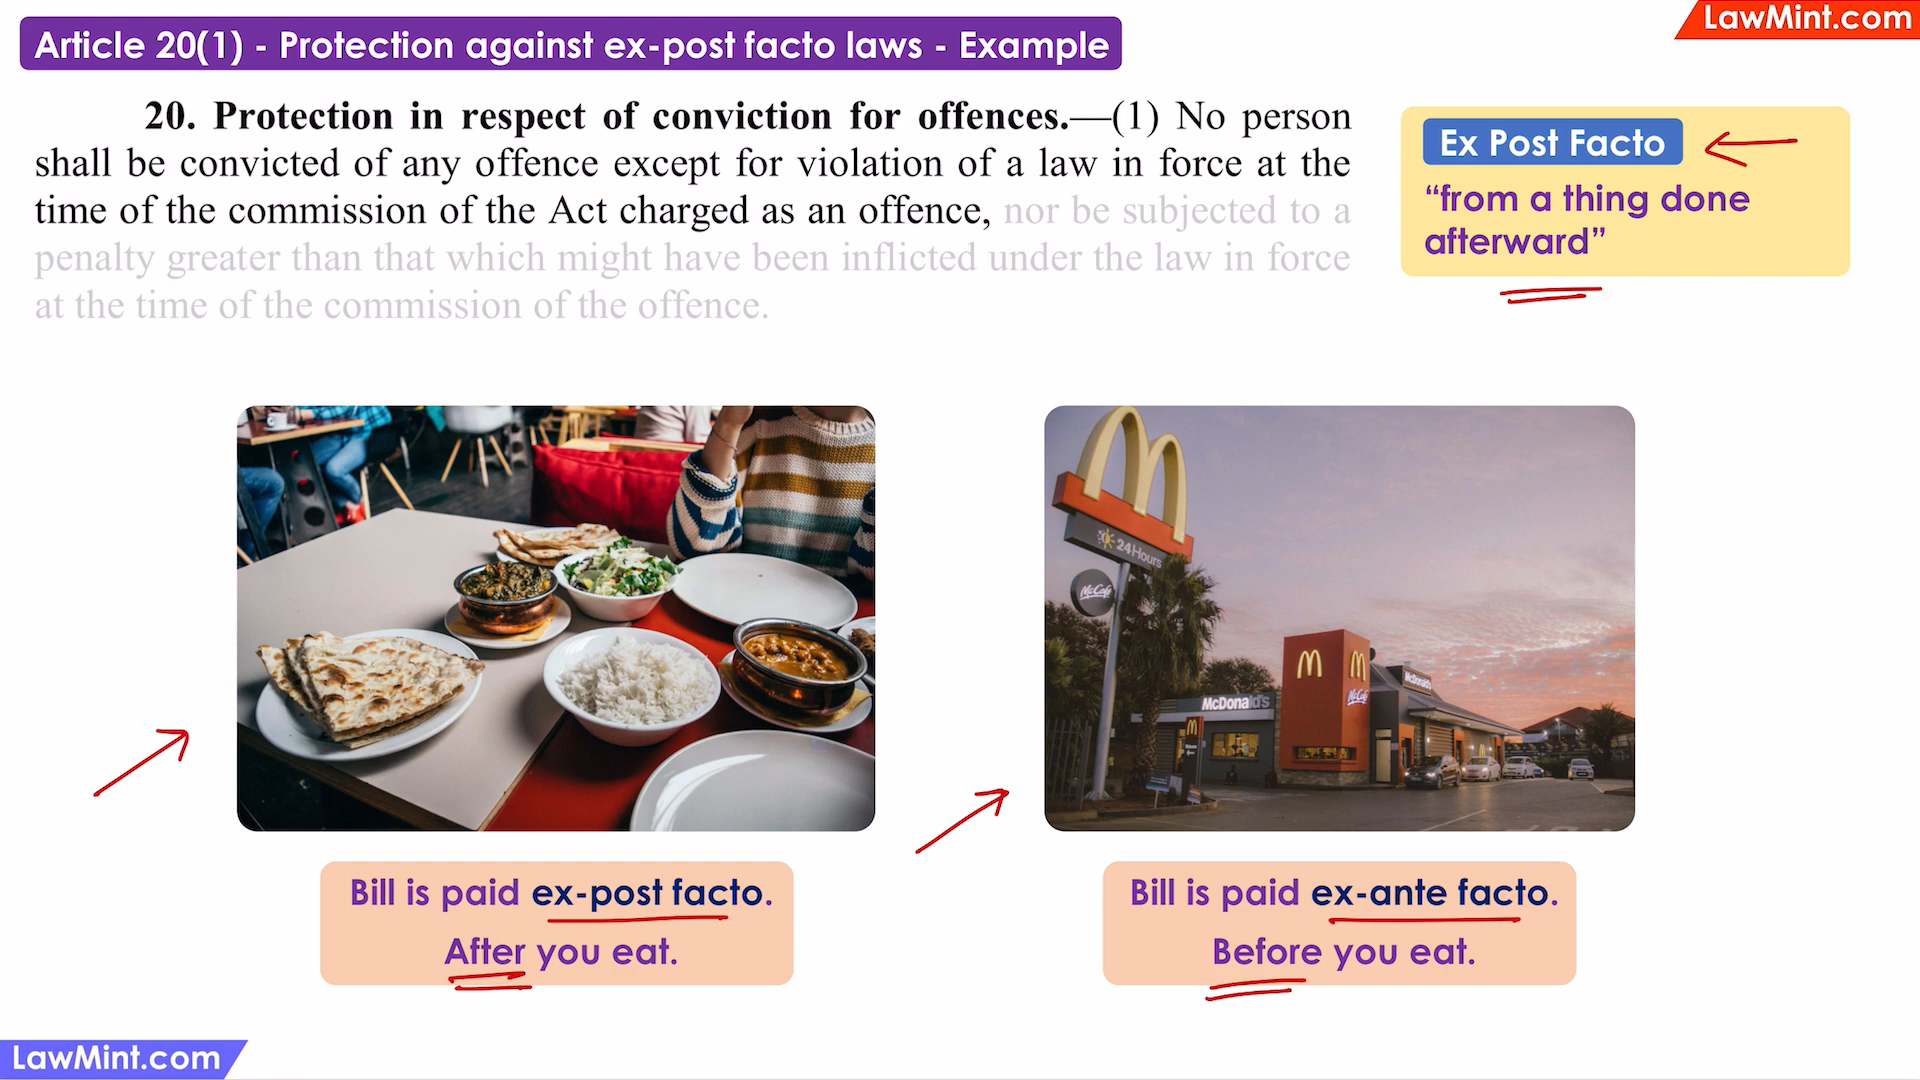 Article 20(1) - Protection against ex-post facto laws - Example
LawMint.com
20. Protection in respect of conviction for offences.—(1) No person
shall be convicted of any offence except for violation of a law in force at the
time of the commission of the Act charged as an offence, nor be subjected to a
penalty greater than that which might have been inflicted under the law in force
at the time of the commission of the offence.
Ex Post Facto
“from a thing done
afterward”
24 Hours
McCafé
McDonald's
McCafé
McDonald's
Bill is paid ex-post facto.
After you eat.
Bill is paid ex-ante facto.
Before you eat.
LawMint.com